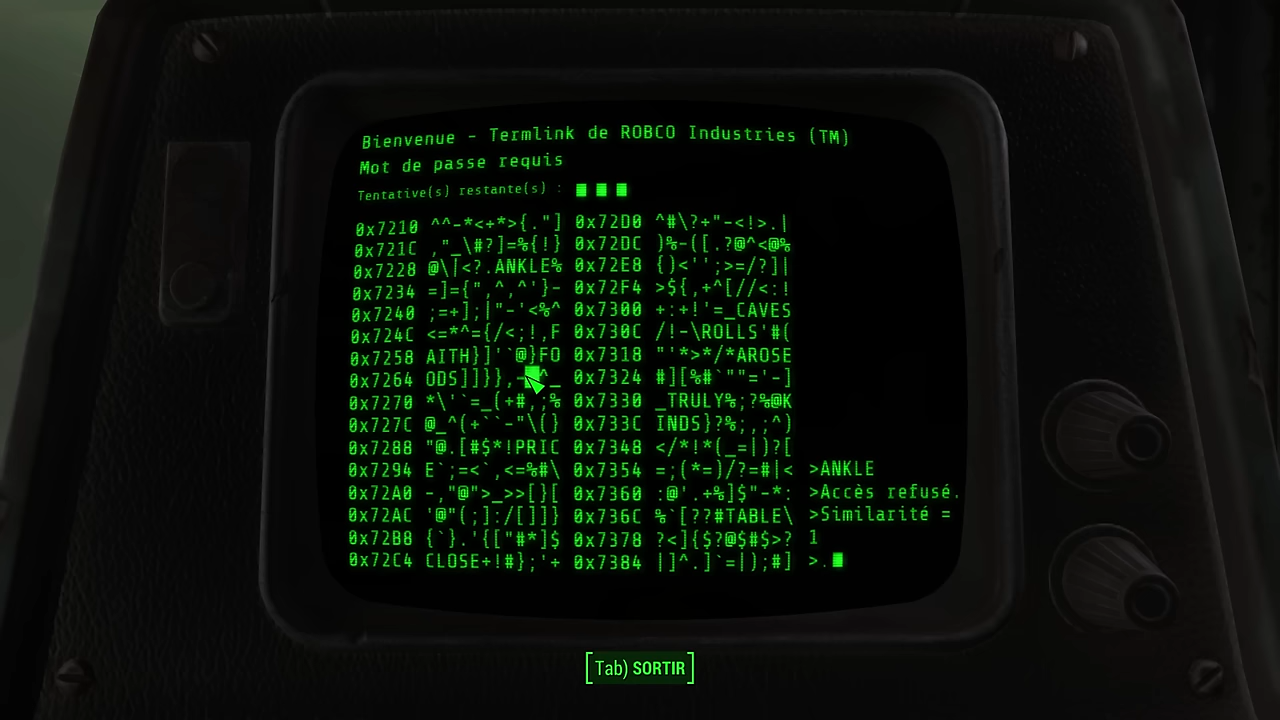 Bienvenue - Termlink de ROBCO Industries (TM)
Mot de passe requis
Tentative(s) restante(s) : ■ ■ ■
0x7210 ^^-*<+*>{."] 0x72D0 ^#\?+"-<!>.|
0x721C ,"_\#?]=%{!} 0x72DC )%-([.?@^<@%
0x7228 @\|<?.ANKLE% 0x72E8 {)<'';>=/?]|
0x7234 =]={",^,^'}- 0x72F4 >${,+^[//<:!
0x7240 ;=+];|"-'<%^ 0x7300 +:+!'=_CAVES
0x724C <=*^={/<;!,F 0x730C /!-\ROLLS'#(
0x7258 AITH}]'`@}FO 0x7318 "'*>*/*AROSE
0x7264 ODS]]}},-■^_ 0x7324 #][%#`""='-]
0x7270 *\'`=_(+#,;% 0x7330 _TRULY%;?%@K
0x727C @_^(+``-"\(} 0x733C INDS}?%;,;^)
0x7288 "@.[#$*!PRIC 0x7348 </*!*(_=|)?[
0x7294 E`;=<`,<=%#\ 0x7354 =;(*=)/?=#|<
0x72A0 -,"@">_>>[}[ 0x7360 :@'.+%]$"-*:
0x72AC '@"(;]:/[]]} 0x736C %`[??#TABLE\
0x72B8 {`}.'{["#*]$ 0x7378 ?<]{$?@$#$>?
0x72C4 CLOSE+!#};'+ 0x7384 |]^.]`=|);#]
>ANKLE
>Accès refusé.
>Similarité =
1
>.■
Tab) SORTIR